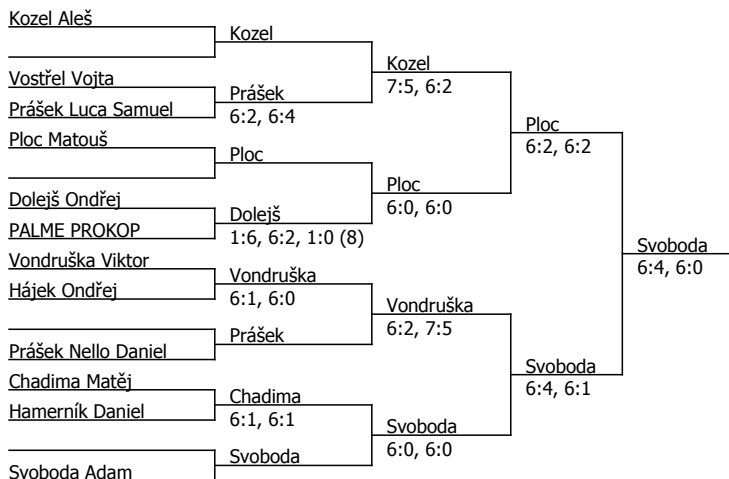 Kozel Aleš
Kozel
Kozel
7:5, 6:2
Vostřel Vojta
Prášek
Prášek Luca Samuel
6:2, 6:4
Ploc
6:2, 6:2
Ploc Matouš
Ploc
Ploc
6:0, 6:0
Dolejš Ondřej
Dolejš
PALME PROKOP
1:6, 6:2, 1:0 (8)
Svoboda
6:4, 6:0
Vondruška Viktor
Vondruška
Hájek Ondřej
6:1, 6:0
Vondruška
6:2, 7:5
Prášek
Prášek Nello Daniel
Svoboda
6:4, 6:1
Chadima Matěj
Chadima
Hamerník Daniel
6:1, 6:1
Svoboda
6:0, 6:0
Svoboda
Svoboda Adam